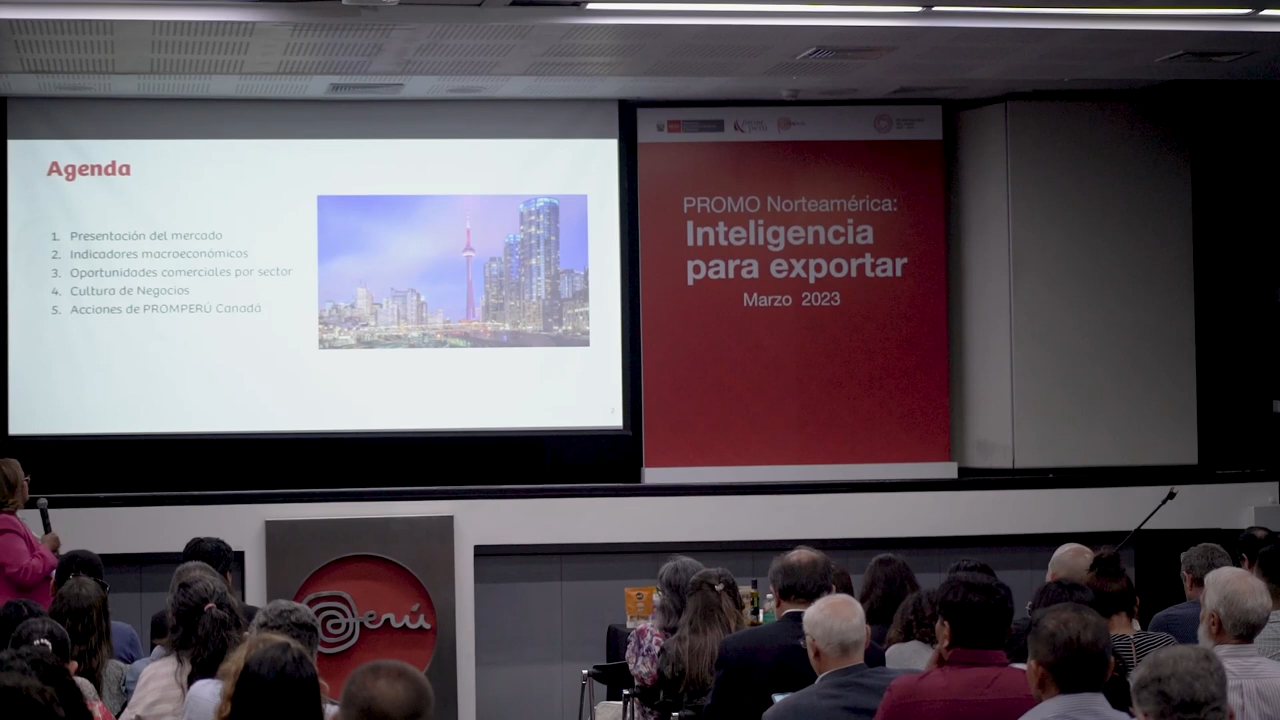 Agenda
1. Presentación del mercado
2. Indicadores macroeconómicos
3. Oportunidades comerciales por sector
4. Cultura de Negocios
5. Acciones de PROMPERÚ Canadá
2
PROMO Norteamérica:
Inteligencia
para exportar
Marzo 2023
Perú